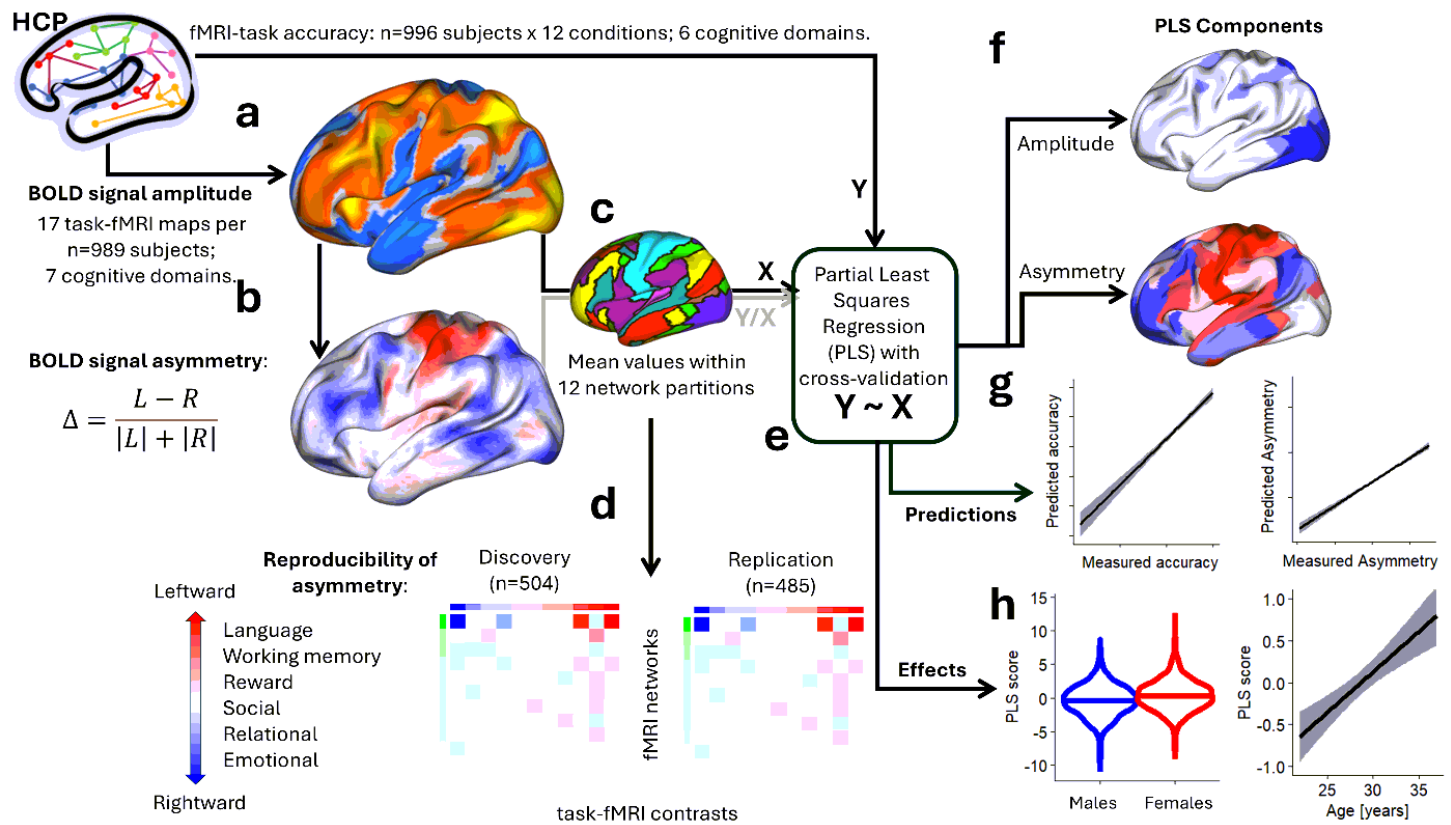 HCP
fMRI-task accuracy: n=996 subjects x 12 conditions; 6 cognitive domains.
a
BOLD signal amplitude
17 task-fMRI maps per
n=989 subjects;
7 cognitive domains.
b
BOLD signal asymmetry:
Δ = (L − R) / (|L| + |R|)
c
Mean values within
12 network partitions
Y
X
Y/X
Partial Least
Squares
Regression
(PLS) with
cross-validation
Y ~ X
e
d
Reproducibility of
asymmetry:
Discovery
(n=504)
Replication
(n=485)
fMRI networks
task-fMRI contrasts
Leftward
Language
Working memory
Reward
Social
Relational
Emotional
Rightward
f
PLS Components
Amplitude
Asymmetry
g
Predictions
Predicted accuracy
Measured accuracy
Predicted Asymmetry
Measured Asymmetry
h
Effects
PLS score
15
10
5
0
-5
-10
Males
Females
PLS score
1.0
0.5
0.0
-0.5
-1.0
25
30
35
Age [years]